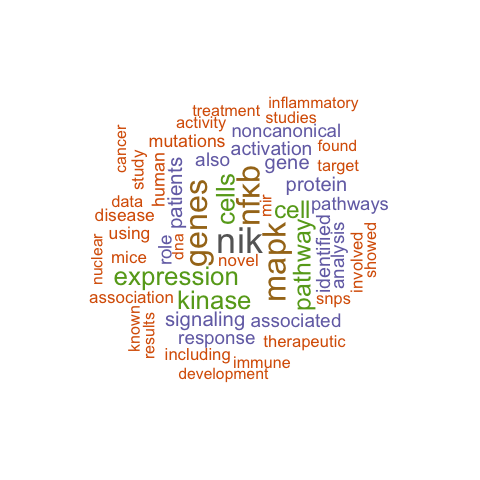 inflammatory
treatment
studies
activity
noncanonical
mutations
activation
found
cancer
study
human
patients
also
gene
target
cells
nfκb
mir
protein
genes
cell
pathways
data
disease
using
role
dna
nik
mapk
pathway
identified
analysis
involved
showed
nuclear
mice
novel
expression
kinase
snps
association
known
results
signaling
associated
response
therapeutic
including
immune
development